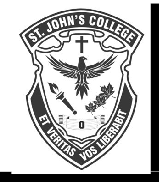 ST. JOHN'S COLLEGE
ET VERITAS VOS LIBERABIT